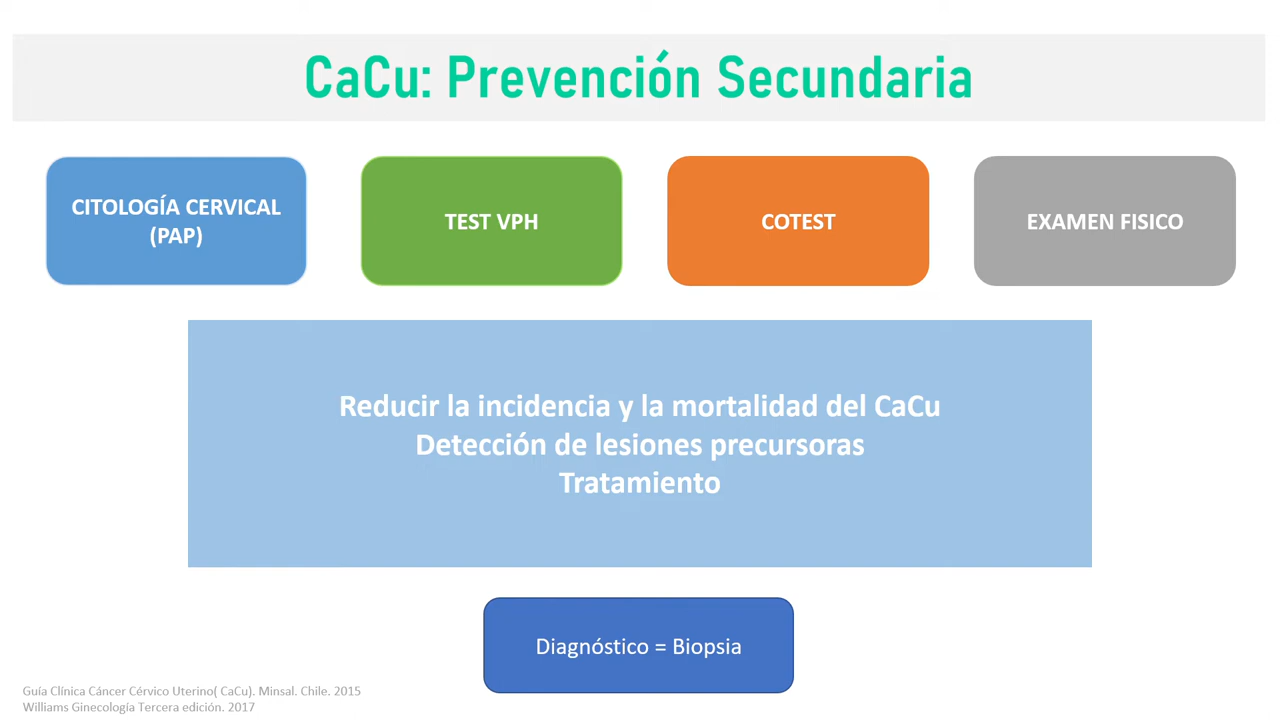 CaCu: Prevención Secundaria
CITOLOGÍA CERVICAL
(PAP)
TEST VPH
COTEST
EXAMEN FISICO
Reducir la incidencia y la mortalidad del CaCu
Detección de lesiones precursoras
Tratamiento
Diagnóstico = Biopsia
Guía Clínica Cáncer Cérvico Uterino( CaCu). Minsal. Chile. 2015
Williams Ginecología Tercera edición. 2017